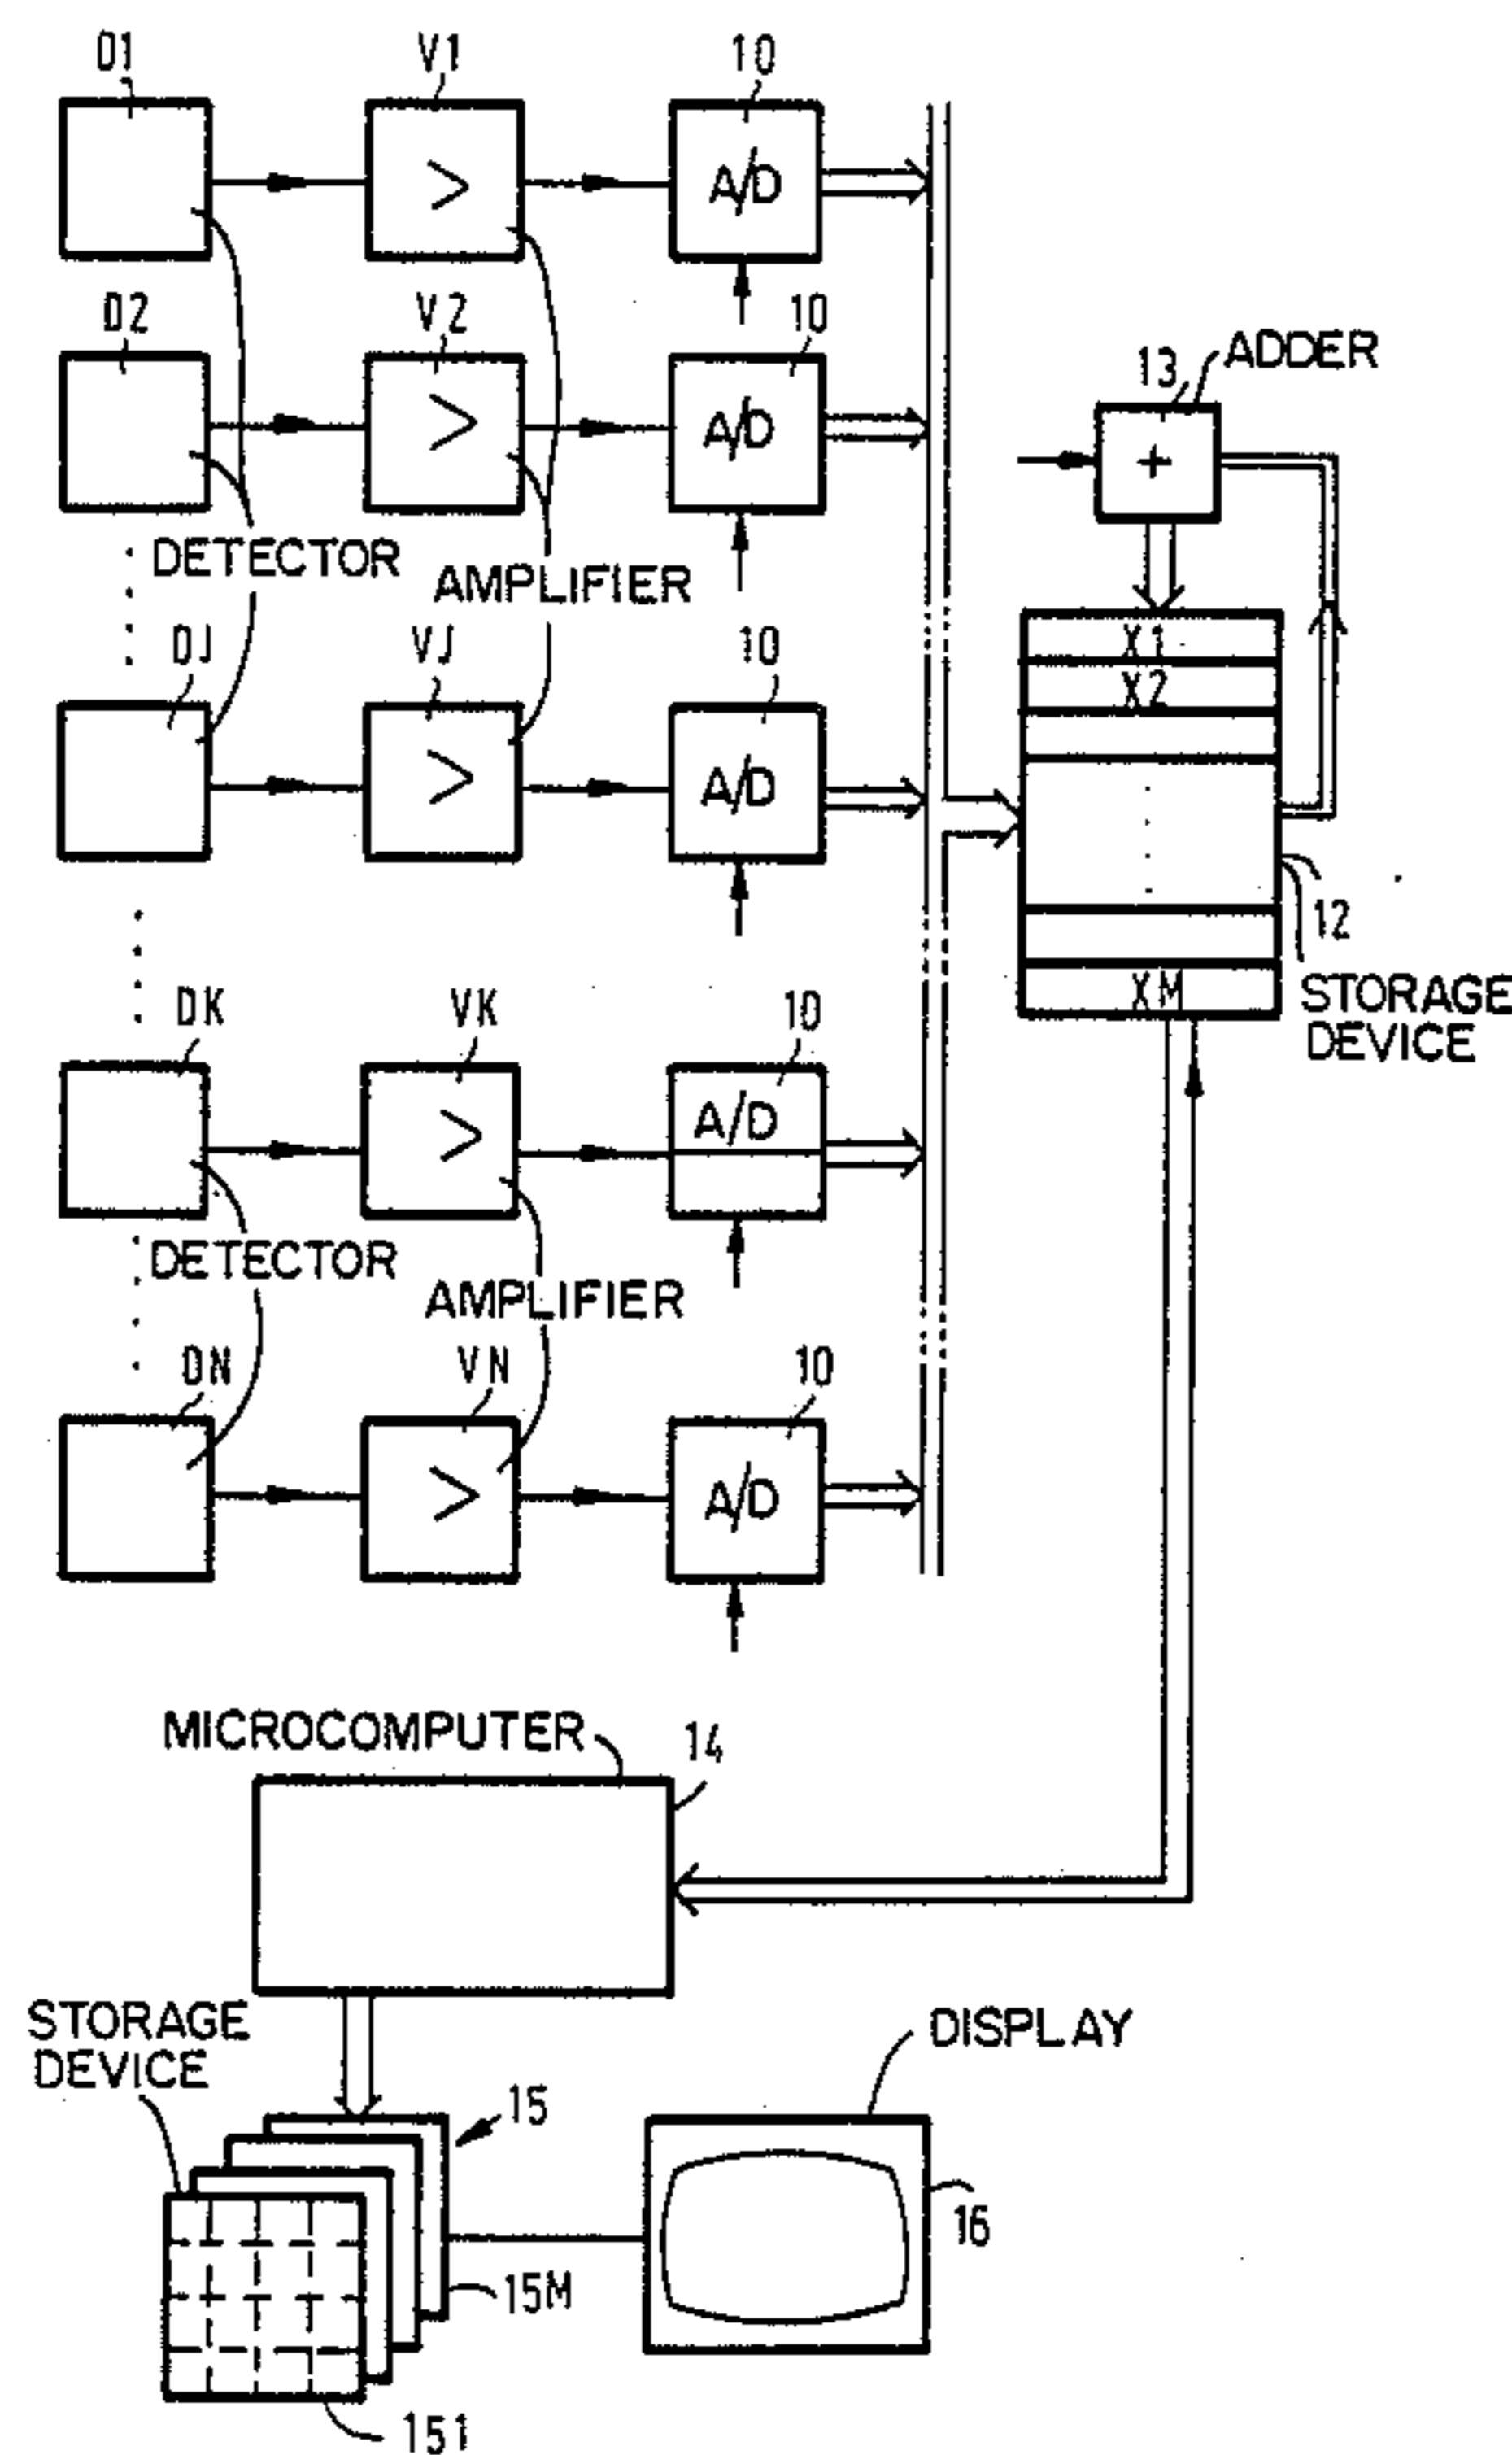 D1 V1 10
> A/D
D2 V2 10
> A/D
13 ADDER
+
DETECTOR
AMPLIFIER
DJ VJ 10
> A/D
X1
X2
XM
12
STORAGE
DEVICE
DK VK 10
> A/D
DETECTOR
AMPLIFIER
DN VN 10
> A/D
MICROCOMPUTER
14
STORAGE
DEVICE
DISPLAY
15
16
15M
151